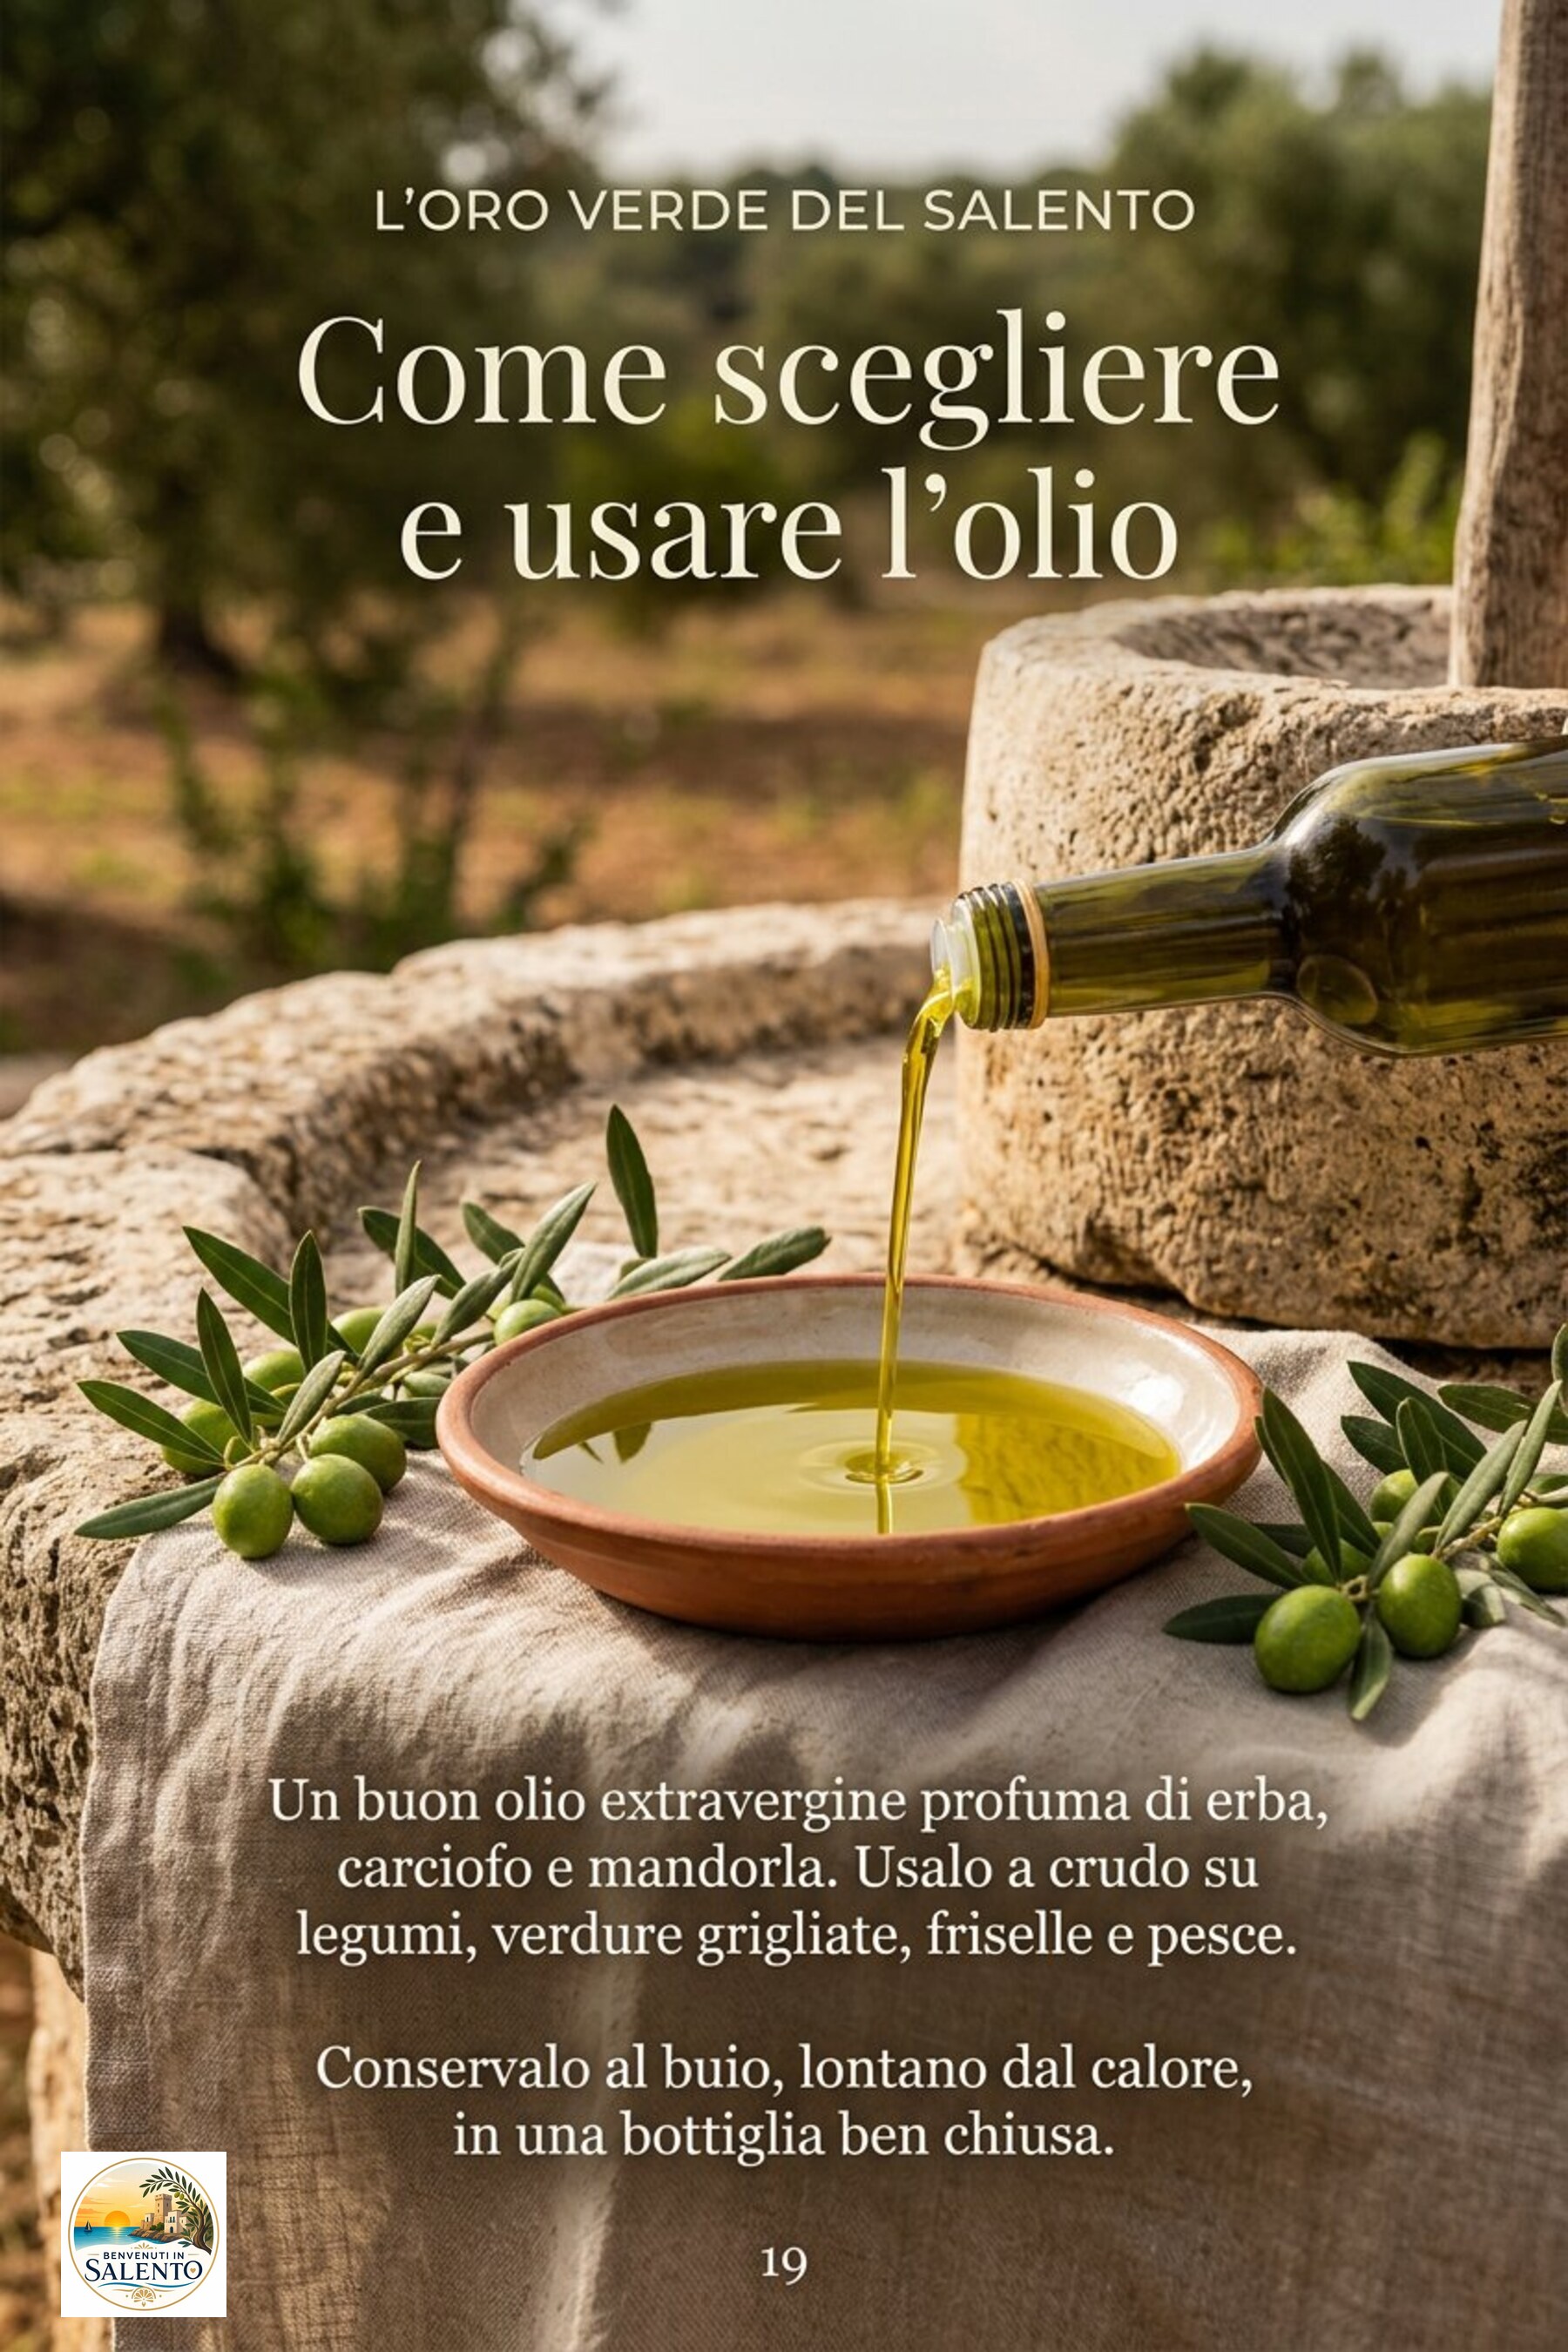 L’ORO VERDE DEL SALENTO
Come scegliere
e usare l’olio
Un buon olio extravergine profuma di erba,
carciofo e mandorla. Usalo a crudo su
legumi, verdure grigliate, friselle e pesce.
Conservalo al buio, lontano dal calore,
in una bottiglia ben chiusa.
BENVENUTI IN
SALENTO
19